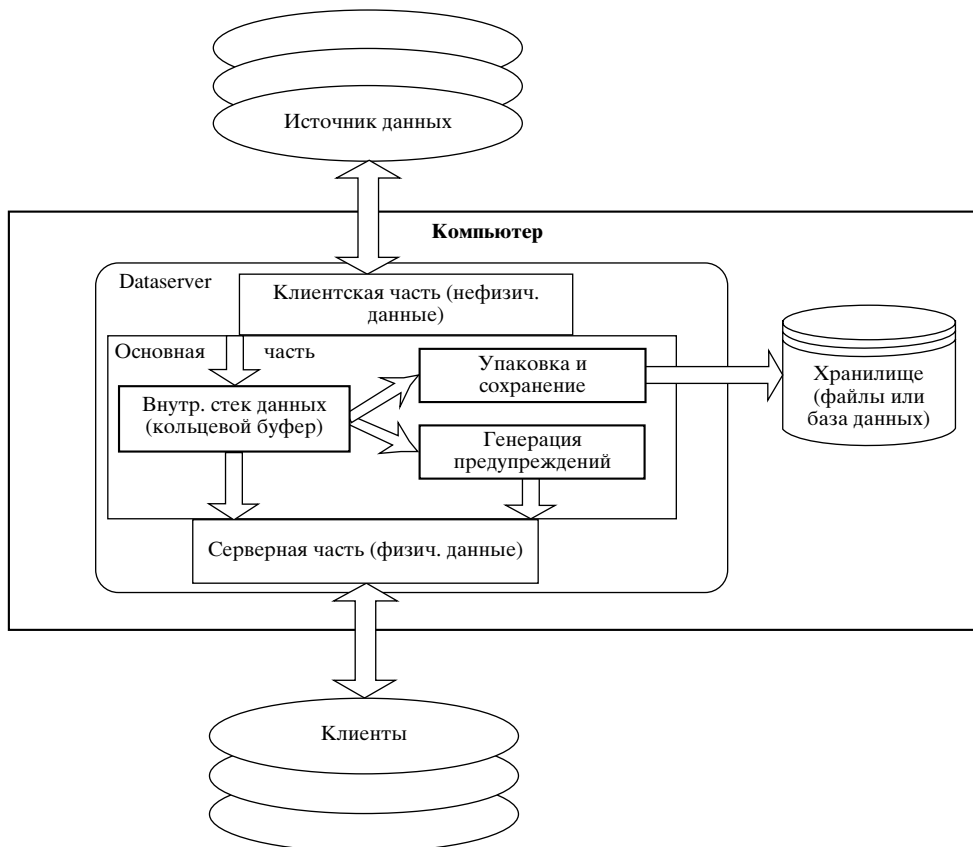 Источник данных
Компьютер
Dataserver
Клиентская часть (нефизич.
данные)
Основная часть
Упаковка и
сохранение
Хранилище
(файлы или
база данных)
Внутр. стек данных
(кольцевой буфер)
Генерация
предупреждений
Серверная часть (физич. данные)
Клиенты